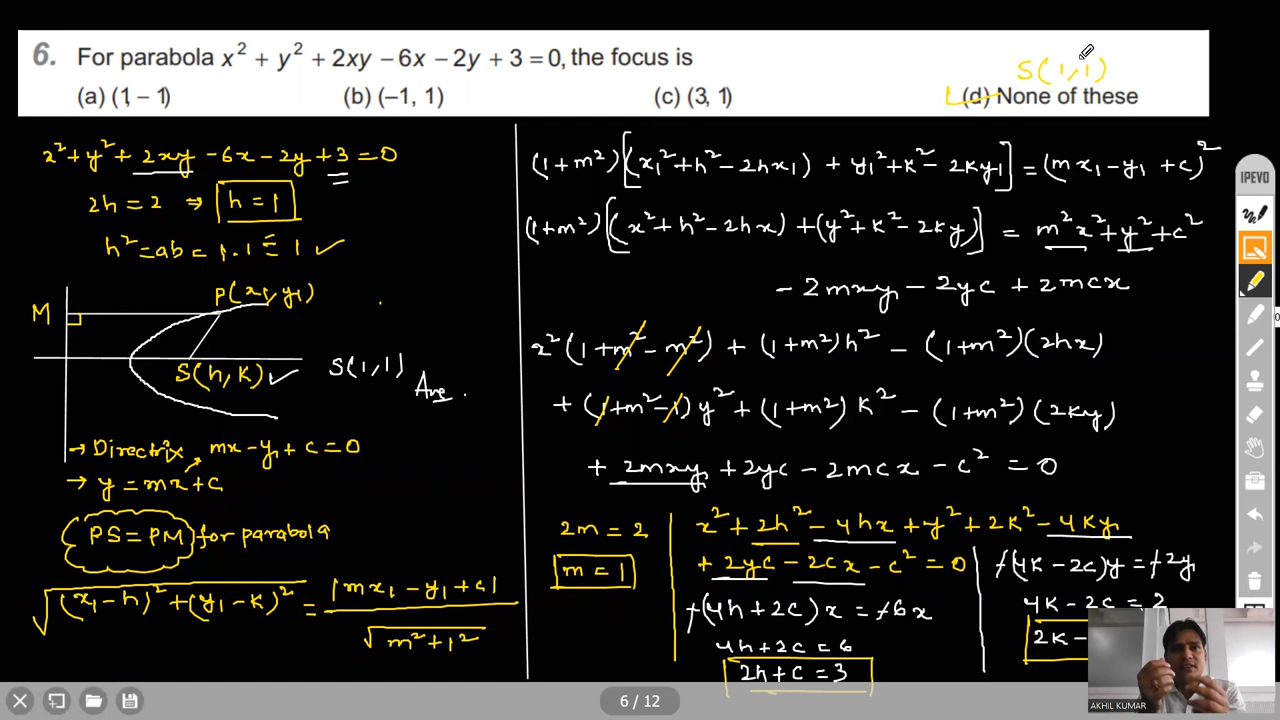 6. For parabola x² + y² + 2xy − 6x − 2y + 3 = 0, the focus is
S(1,1)
(a) (1, − 1) (b) (−1, 1) (c) (3, 1) (d) None of these
x² + y² + 2xy − 6x − 2y + 3 = 0
2h = 2 ⇒ h = 1
h² = ab = 1.1 = 1 ✓
M P(x₁, y₁)
S(h, k) ✓ S(1,1) Ans.
→ Directrix mx − y + c = 0
→ y = mx + c
PS = PM for parabola
√((x₁ − h)² + (y₁ − k)²) = |mx₁ − y₁ + c| / √(m² + 1²)
(1+m²)[(x₁² + h² − 2hx₁) + y₁² + k² − 2ky₁] = (mx₁ − y₁ + c)²
(1+m²)[(x² + h² − 2hx) + (y² + k² − 2ky)] = m²x² + y² + c²
− 2mxy − 2yc + 2mcx
x²(1 + m² − m²) + (1+m²)h² − (1+m²)(2hx)
+ (1 + m² − 1)y² + (1+m²)k² − (1+m²)(2ky)
+ 2mxy + 2yc − 2mcx − c² = 0
2m = 2
m = 1
x² + 2h² − 4hx + y² + 2k² − 4ky
+ 2yc − 2cx − c² = 0
−(4h + 2c)x = −6x
4h + 2c = 6
2h + c = 3
−(4k − 2c)y = −2y
4k − 2c = 2
2k −
IPEVO
6 / 12
AKHIL KUMAR